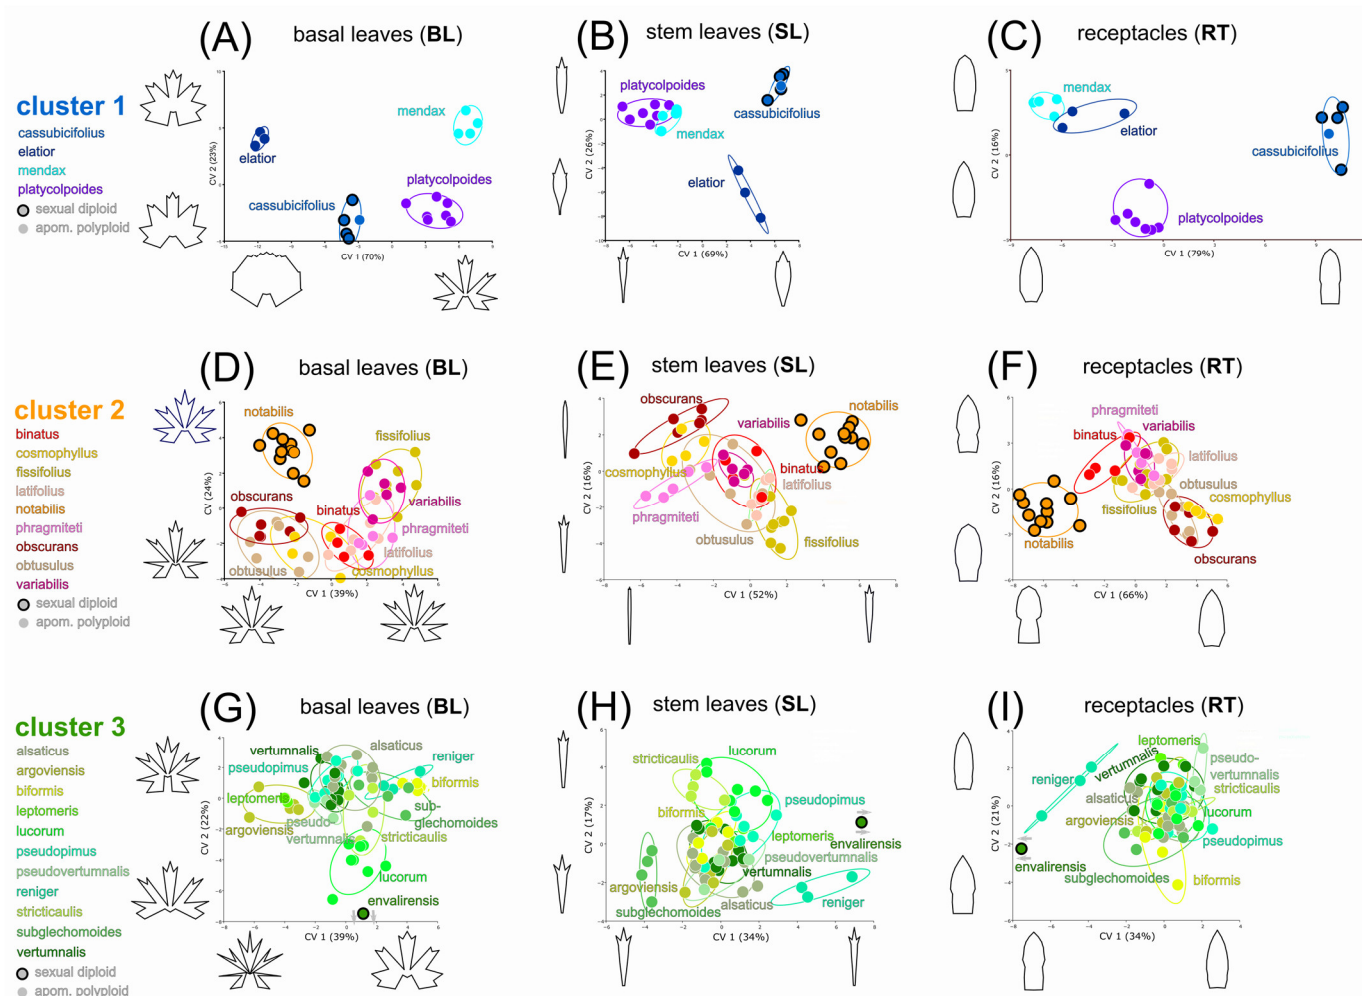 (A) basal leaves (BL)
(B) stem leaves (SL)
(C) receptacles (RT)
cluster 1
cassubicifolius
elator
mendax
platycolpoides
sexual diploid
apom. polyploid
mendax
elatior
platycolpoides
cassubicifolius
CV 2 (23%)
CV 1 (70%)
platycolpoides
mendax
cassubicifolius
elatior
CV 2 (26%)
CV 1 (69%)
mendax
elatior
cassubicifolius
platycolpoides
CV 2 (16%)
CV 1 (79%)
(D) basal leaves (BL)
(E) stem leaves (SL)
(F) receptacles (RT)
cluster 2
binatus
cosmophyllus
fissifolius
latifolius
notabilis
phragmiteti
obscurans
obtusulus
variabilis
sexual diploid
apom. polyploid
notabilis
fissifolius
obscurans
variabilis
binatus
phragmiteti
latifolius
obtusulus
cosmophyllus
CV 2 (24%)
CV 1 (39%)
obscurans
notabilis
variabilis
cosmophyllus
binatus
latifolius
phragmiteti
obtusulus
fissifolius
CV 2 (16%)
CV 1 (52%)
phragmiteti
variabilis
binatus
latifolius
obtusulus
cosmophyllus
fissifolius
notabilis
obscurans
CV 2 (16%)
CV 1 (66%)
(G) basal leaves (BL)
(H) stem leaves (SL)
(I) receptacles (RT)
cluster 3
alsaticus
argoviensis
biformis
leptomeris
lucorum
pseudopimus
pseudovertumnalis
reniger
stricticaulis
subglechomoides
vertumnalis
sexual diploid
apom. polyploid
vertumnalis
alsaticus
pseudopimus
reniger
leptomeris
biformis
argoviensis
sub-
glechomoides
pseudo-
vertumnalis
stricticaulis
lucorum
envalirensis
CV 2 (22%)
CV 1 (39%)
stricticaulis
lucorum
biformis
pseudopimus
leptomeris
envalirensis
pseudovertumnalis
vertumnalis
argoviensis
alsaticus
reniger
subglechomoides
CV 2 (17%)
CV 1 (34%)
leptomeris
vertumnalis
pseudo-
vertumnalis
reniger
stricticaulis
alsaticus
lucorum
argoviensis
pseudopimus
envalirensis
subglechomoides
biformis
CV 2 (21%)
CV 1 (34%)